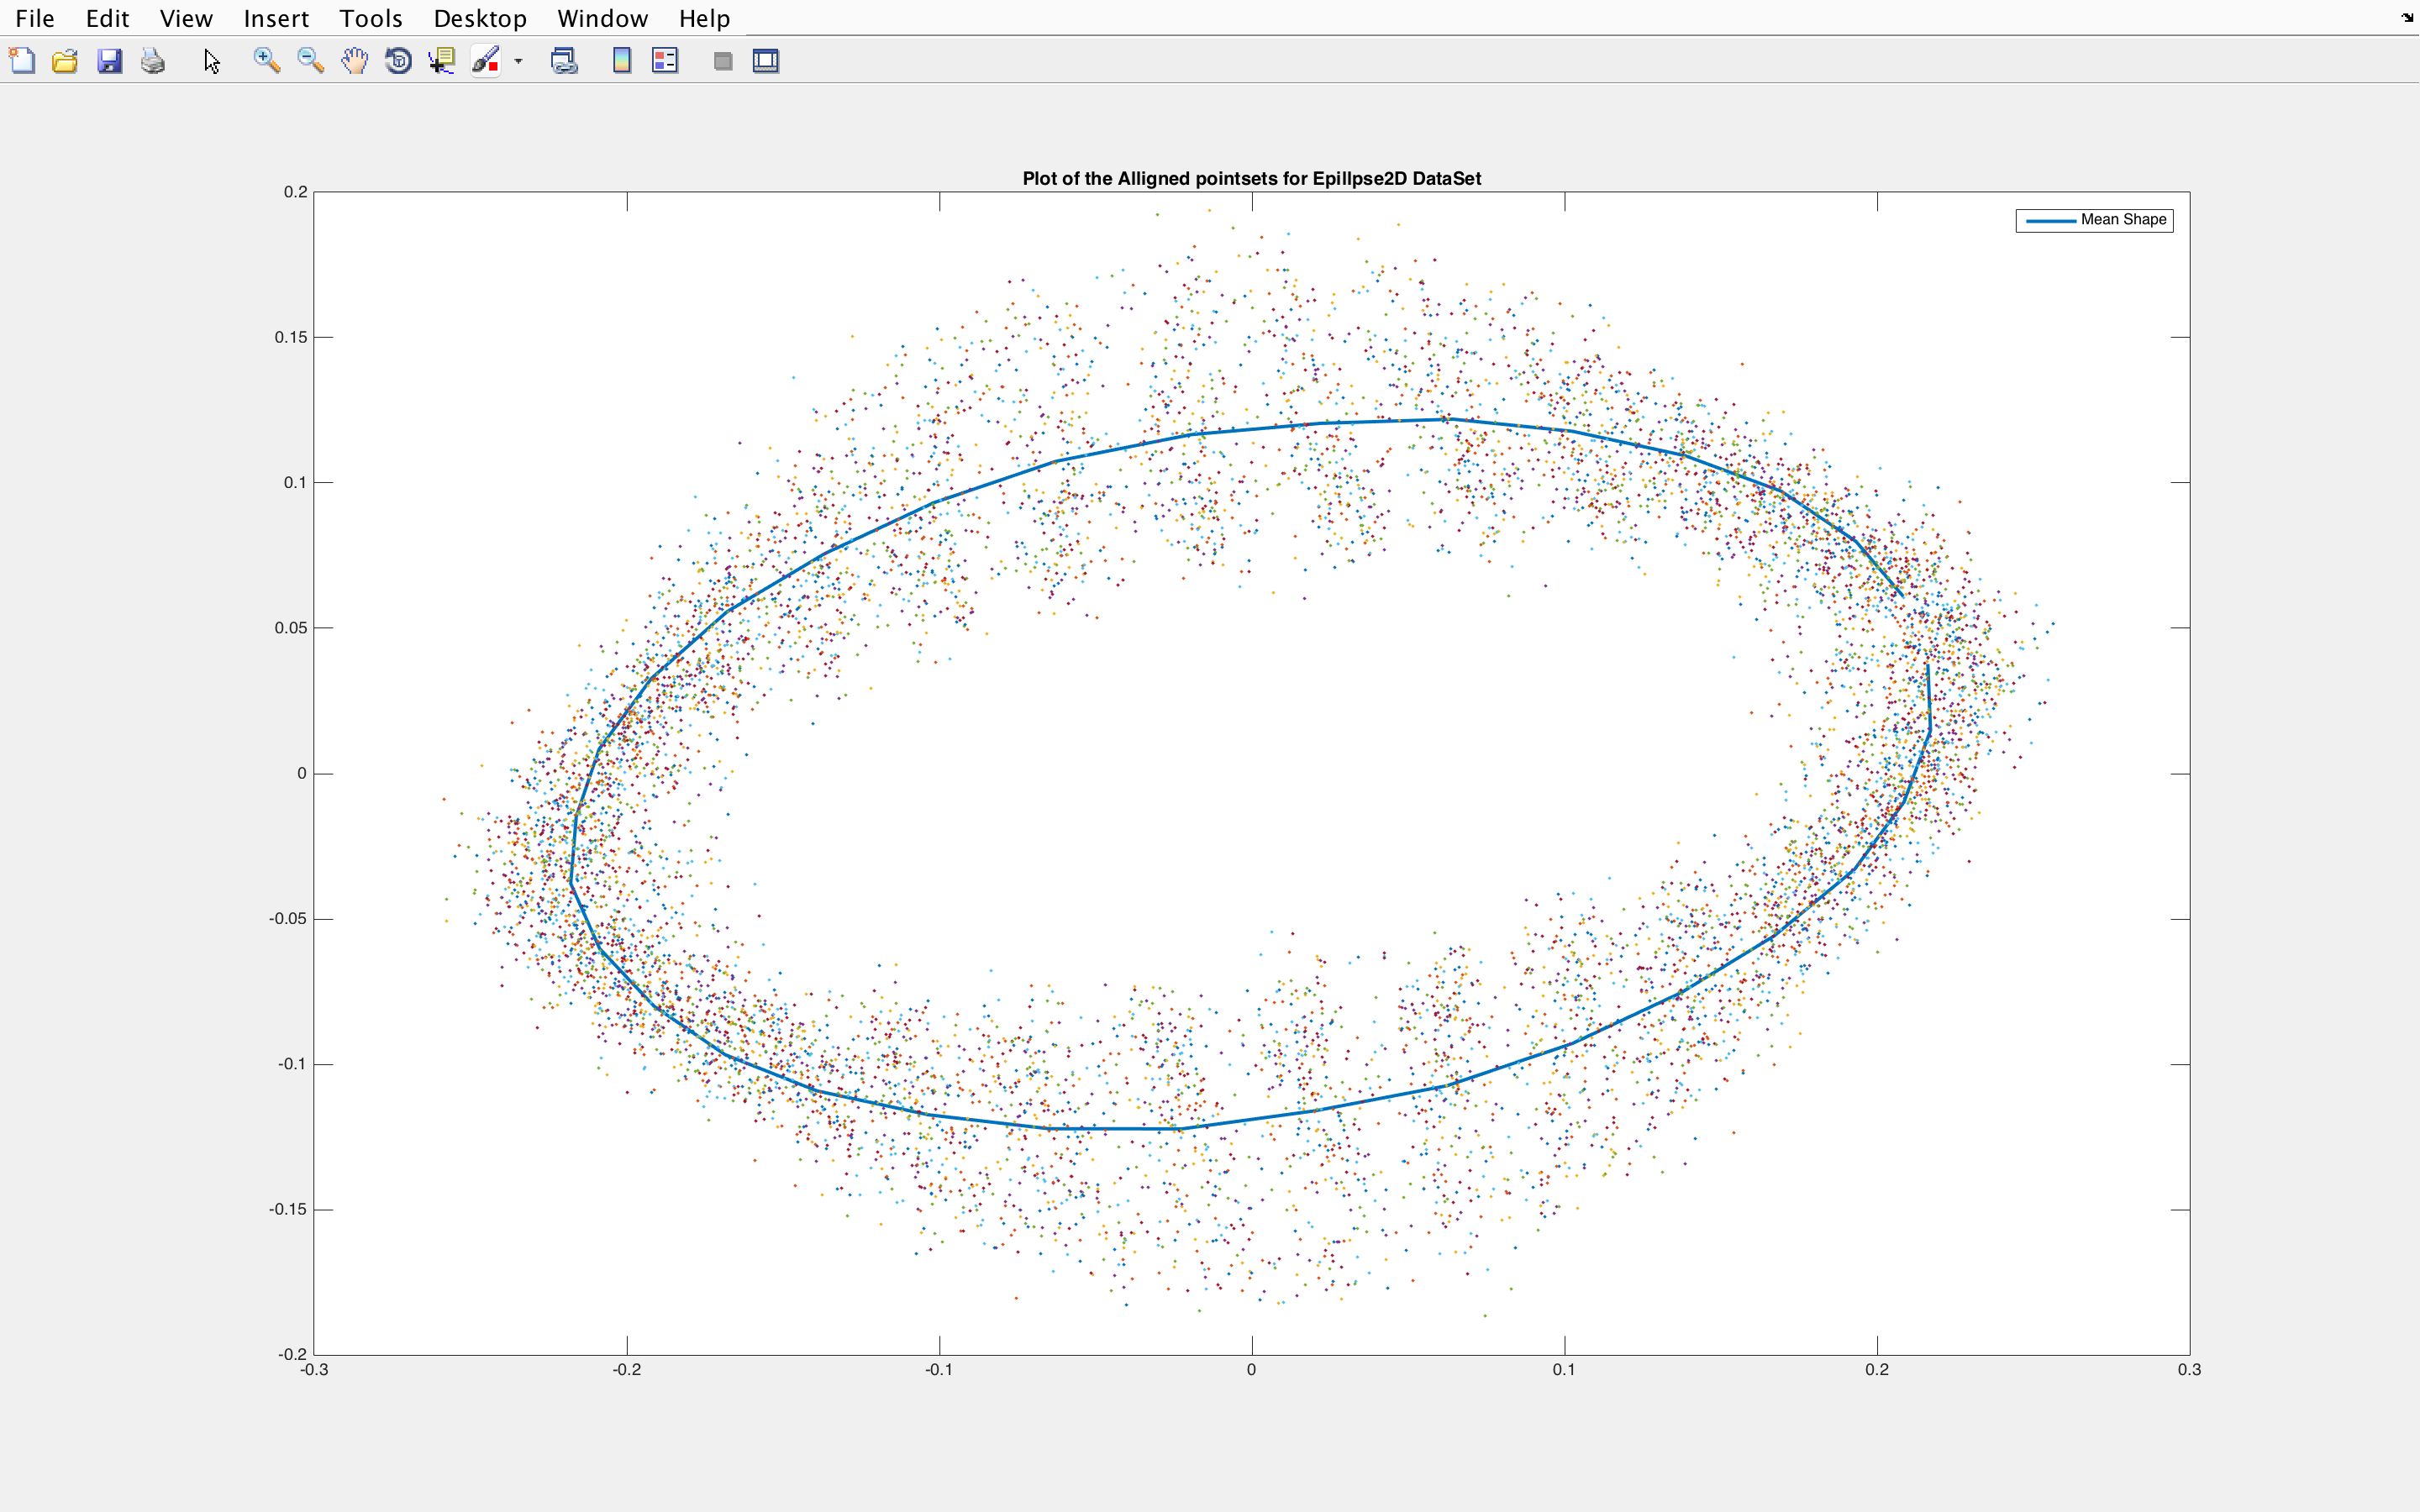 File Edit View Insert Tools Desktop Window Help
Plot of the Alligned pointsets for Epillpse2D DataSet
Mean Shape
0.2
0.15
0.1
0.05
0
-0.05
-0.1
-0.15
-0.2
-0.3 -0.2 -0.1 0 0.1 0.2 0.3